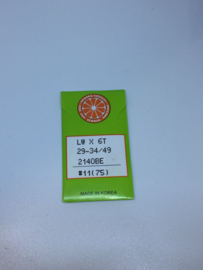 LW X 6T
29-34/49
2140BE
#11(75)
MADE IN KOREA